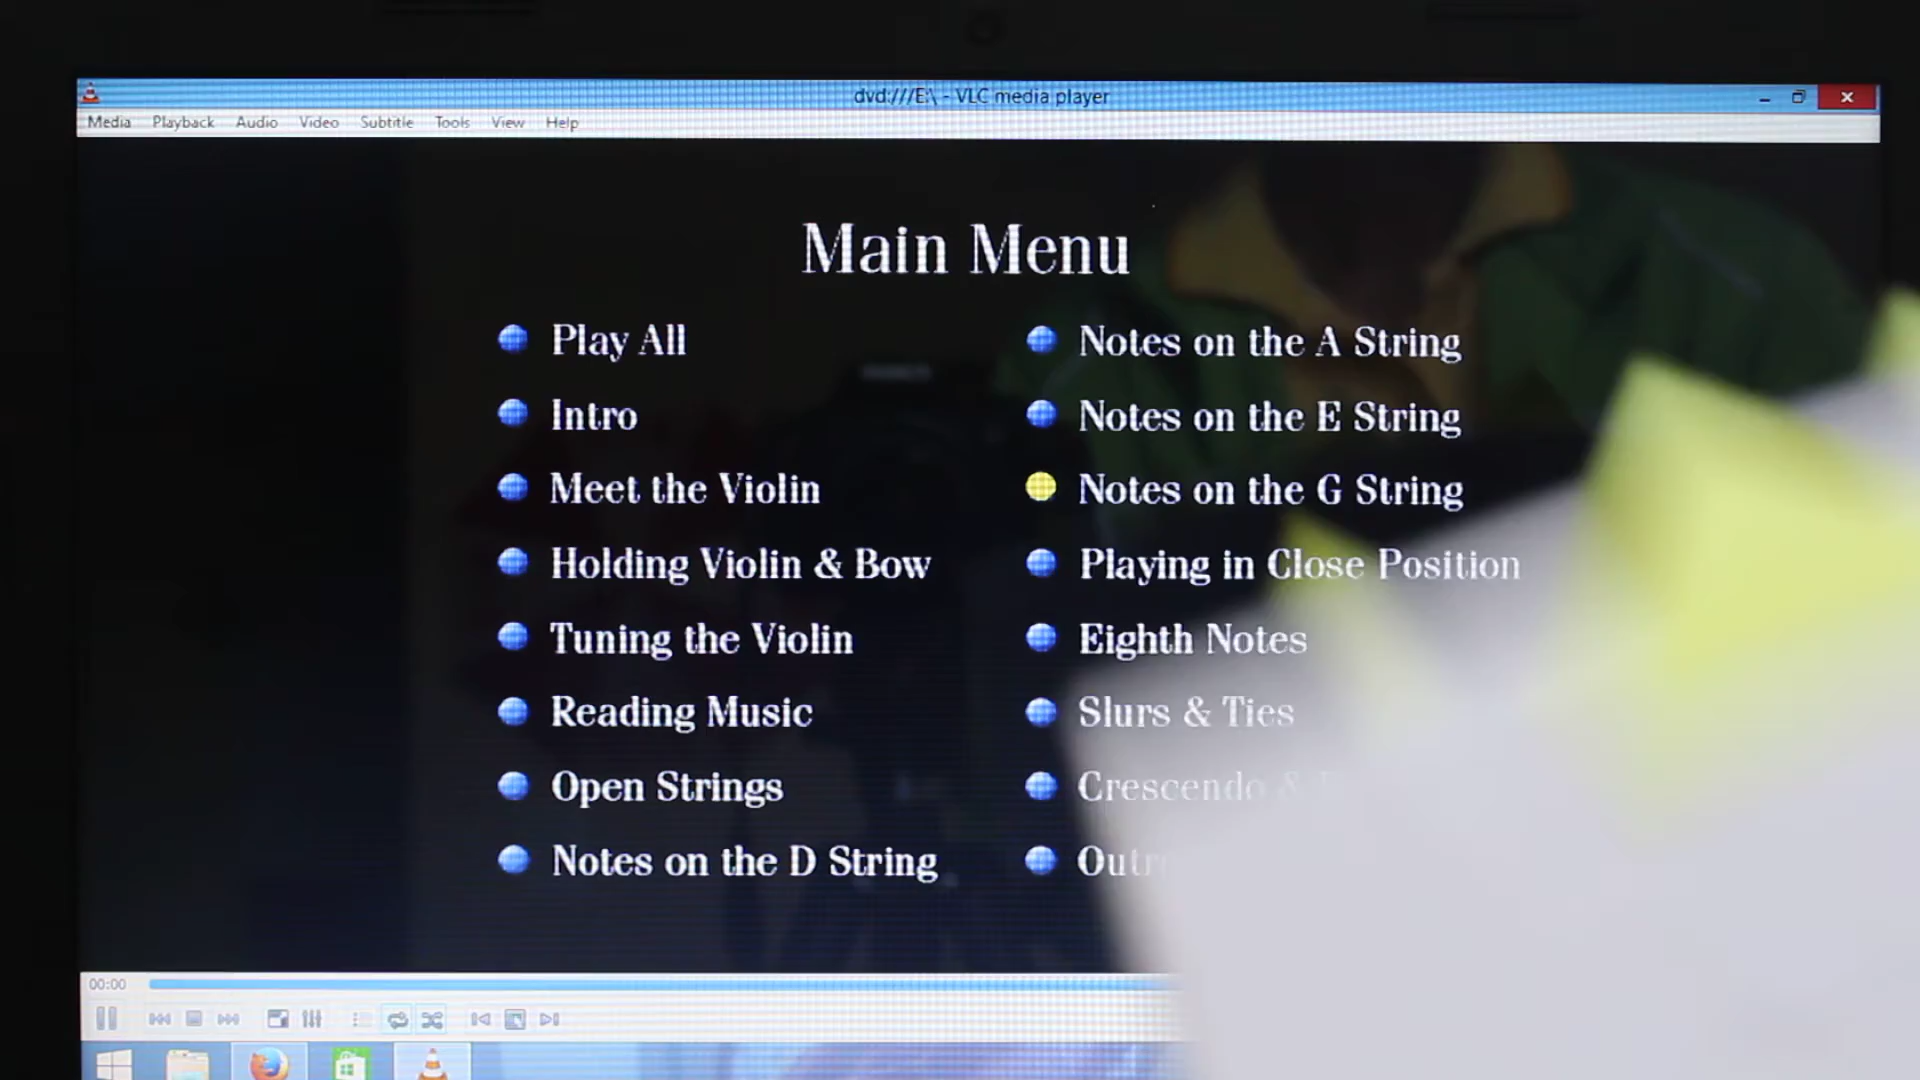 dvd:///E:\ - VLC media player
Media Playback Audio Video Subtitle Tools View Help
Main Menu
Play All
Intro
Meet the Violin
Holding Violin & Bow
Tuning the Violin
Reading Music
Open Strings
Notes on the D String
Notes on the A String
Notes on the E String
Notes on the G String
Playing in Close Position
Eighth Notes
Slurs & Ties
Crescendo &
00:00